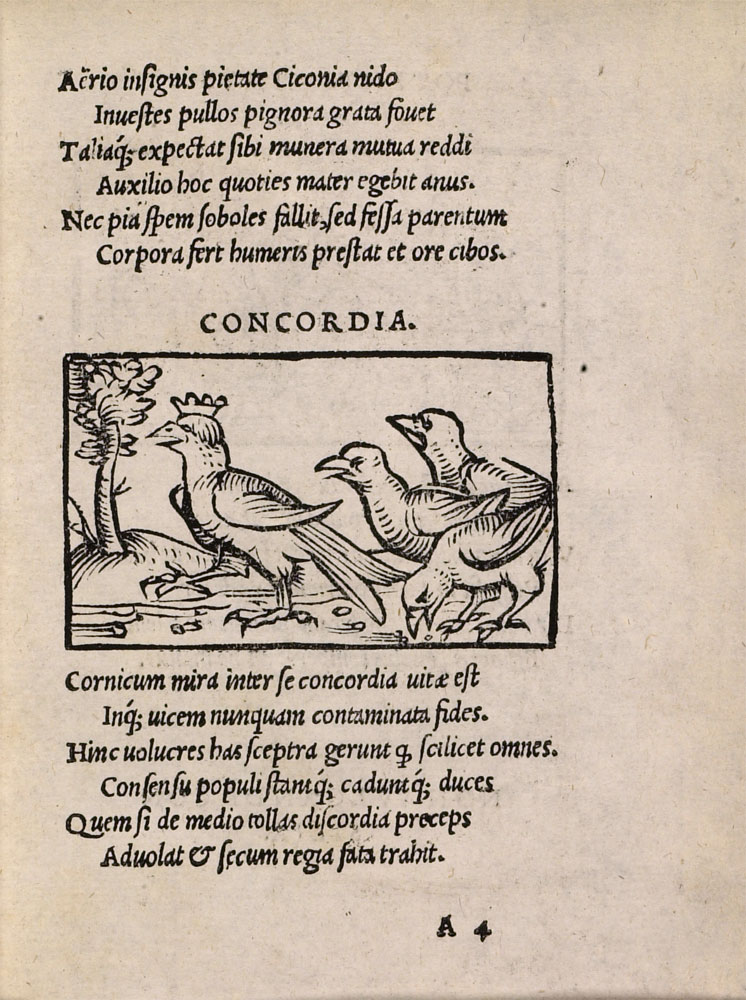 Aërio insignis pietate Ciconia nido
Inuestes pullos pignora grata fouet
Taliaq́; expectat sibi munera mutua reddi
Auxilio hoc quoties mater egebit anus.
Nec pia spem soboles fallit, sed fessa parentum
Corpora fert humeris prestat et ore cibos.
CONCORDIA.
Cornicum mira inter se concordia uitæ est
Inq́; uicem nunquam contaminata fides.
Hinc uolucres has sceptra gerunt ꝙ scilicet omnes.
Consensu populi stantq́; caduntq́; duces
Quem si de medio tollas discordia preceps
Aduolat & secum regia fata trahit.
A 4